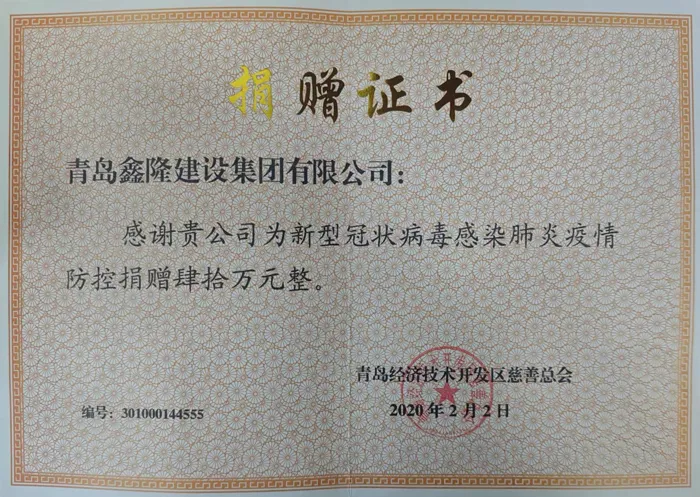 捐赠证书
青岛鑫隆建设集团有限公司：
感谢贵公司为新型冠状病毒感染肺炎疫情
防控捐赠肆拾万元整。
青岛经济技术开发区慈善总会
编号：301000144555
2020年2月2日